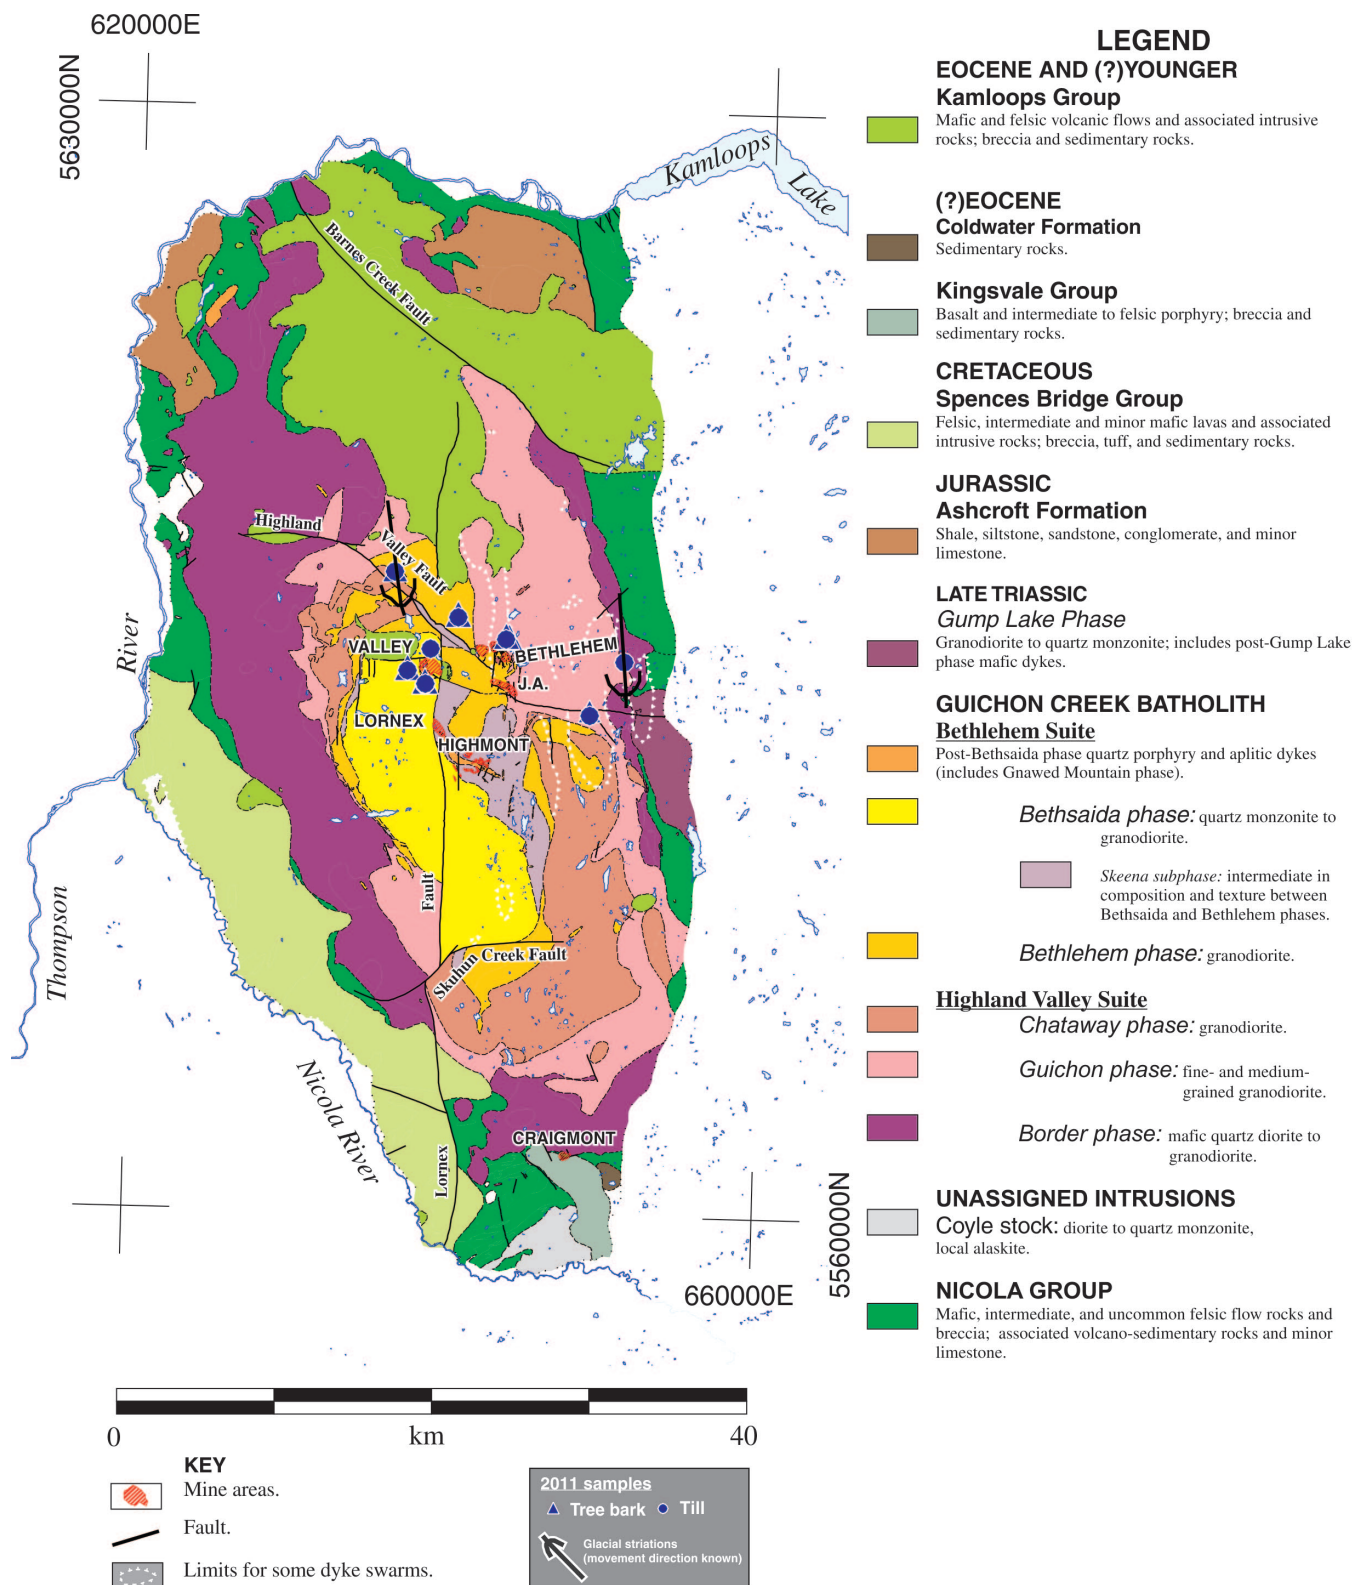 620000E
5630000N
Kamloops
Lake
Barnes Creek Fault
Highland
Valley Fault
VALLEY
BETHLEHEM
J.A.
LORNEX
HIGHMONT
River
Thompson
Fault
Skuhun Creek Fault
Nicola River
CRAIGMONT
Lornex
660000E
5560000N
LEGEND
EOCENE AND (?)YOUNGER
Kamloops Group
Mafic and felsic volcanic flows and associated intrusive
rocks; breccia and sedimentary rocks.
(?)EOCENE
Coldwater Formation
Sedimentary rocks.
Kingsvale Group
Basalt and intermediate to felsic porphyry; breccia and
sedimentary rocks.
CRETACEOUS
Spences Bridge Group
Felsic, intermediate and minor mafic lavas and associated
intrusive rocks; breccia, tuff, and sedimentary rocks.
JURASSIC
Ashcroft Formation
Shale, siltstone, sandstone, conglomerate, and minor
limestone.
LATE TRIASSIC
Gump Lake Phase
Granodiorite to quartz monzonite; includes post-Gump Lake
phase mafic dykes.
GUICHON CREEK BATHOLITH
Bethlehem Suite
Post-Bethsaida phase quartz porphyry and aplitic dykes
(includes Gnawed Mountain phase).
Bethsaida phase: quartz monzonite to
granodiorite.
Skeena subphase: intermediate in
composition and texture between
Bethsaida and Bethlehem phases.
Bethlehem phase: granodiorite.
Highland Valley Suite
Chataway phase: granodiorite.
Guichon phase: fine- and medium-
grained granodiorite.
Border phase: mafic quartz diorite to
granodiorite.
UNASSIGNED INTRUSIONS
Coyle stock: diorite to quartz monzonite,
local alaskite.
NICOLA GROUP
Mafic, intermediate, and uncommon felsic flow rocks and
breccia; associated volcano-sedimentary rocks and minor
limestone.
0 km 40
KEY
Mine areas.
Fault.
Limits for some dyke swarms.
2011 samples
Tree bark Till
Glacial striations
(movement direction known)